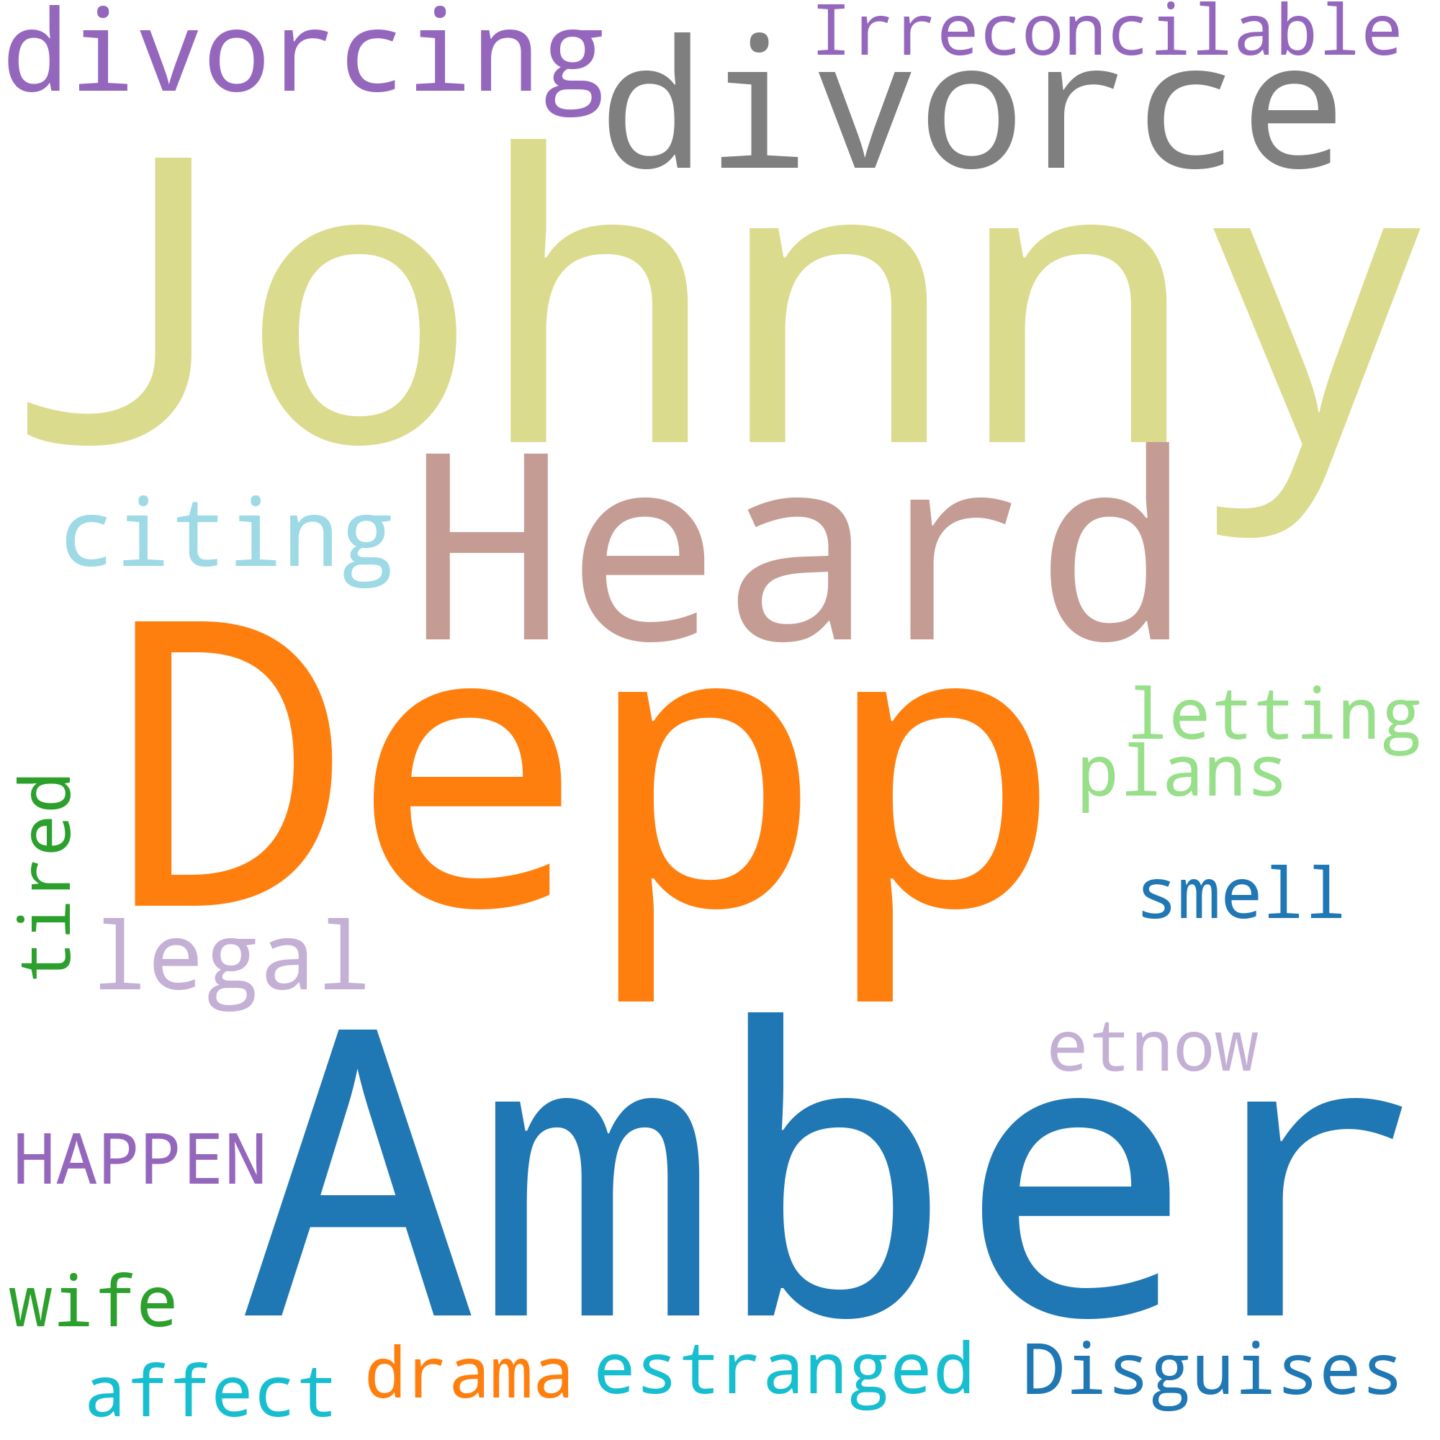 divorcing
Irreconcilable
divorce
Johnny
Heard
citing
Depp
letting
plans
tired
smell
legal
etnow
Amber
HAPPEN
wife
drama
estranged
Disguises
affect